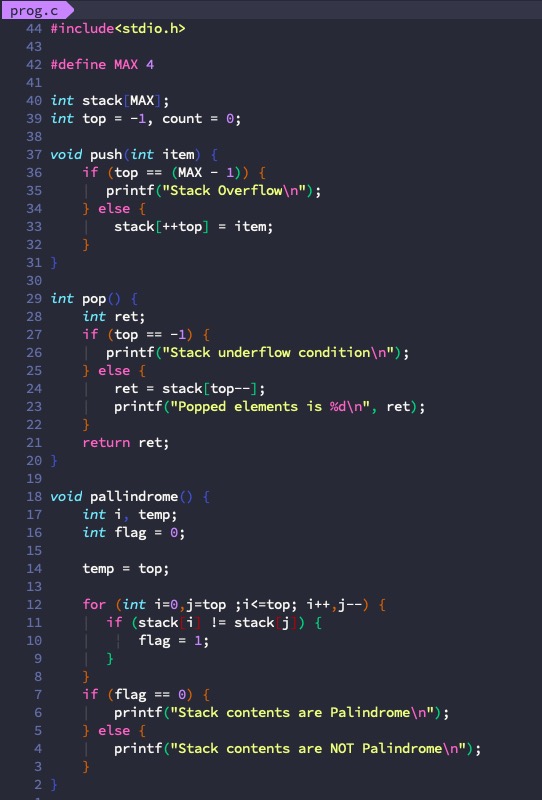 prog.c
44 #include<stdio.h>
43
42 #define MAX 4
41
40 int stack[MAX];
39 int top = -1, count = 0;
38
37 void push(int item) {
36     if (top == (MAX - 1)) {
35        printf("Stack Overflow\n");
34     } else {
33         stack[++top] = item;
32     }
31 }
30
29 int pop() {
28     int ret;
27     if (top == -1) {
26        printf("Stack underflow condition\n");
25     } else {
24         ret = stack[top--];
23         printf("Popped elements is %d\n", ret);
22     }
21     return ret;
20 }
19
18 void pallindrome() {
17     int i, temp;
16     int flag = 0;
15
14     temp = top;
13
12     for (int i=0,j=top ;i<=top; i++,j--) {
11        if (stack[i] != stack[j]) {
10            flag = 1;
9        }
8     }
7     if (flag == 0) {
6         printf("Stack contents are Palindrome\n");
5     } else {
4         printf("Stack contents are NOT Palindrome\n");
3     }
2 }